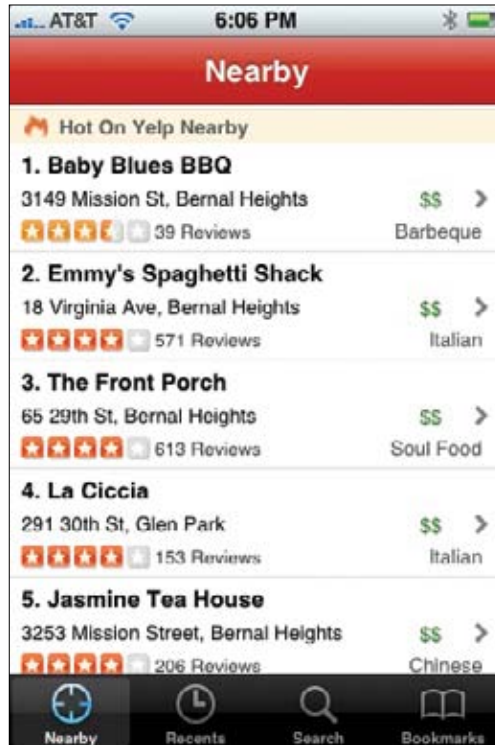 AT&T 6:06 PM
Nearby
Hot On Yelp Nearby
1. Baby Blues BBQ
3149 Mission St, Bernal Heights $$
39 Reviews Barbeque
2. Emmy's Spaghetti Shack
18 Virginia Ave, Bernal Heights $$
571 Reviews Italian
3. The Front Porch
65 29th St, Bernal Heights $$
613 Reviews Soul Food
4. La Ciccia
291 30th St, Glen Park $$
153 Reviews Italian
5. Jasmine Tea House
3253 Mission Street, Bernal Heights $$
206 Reviews Chinese
Nearby Recents Search Bookmarks